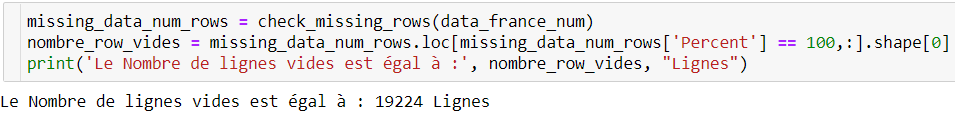 missing_data_num_rows = check_missing_rows(data_france_num)
nombre_row_vides = missing_data_num_rows.loc[missing_data_num_rows['Percent'] == 100,:].shape[0]
print('Le Nombre de lignes vides est égal à :', nombre_row_vides, "Lignes")
Le Nombre de lignes vides est égal à : 19224 Lignes